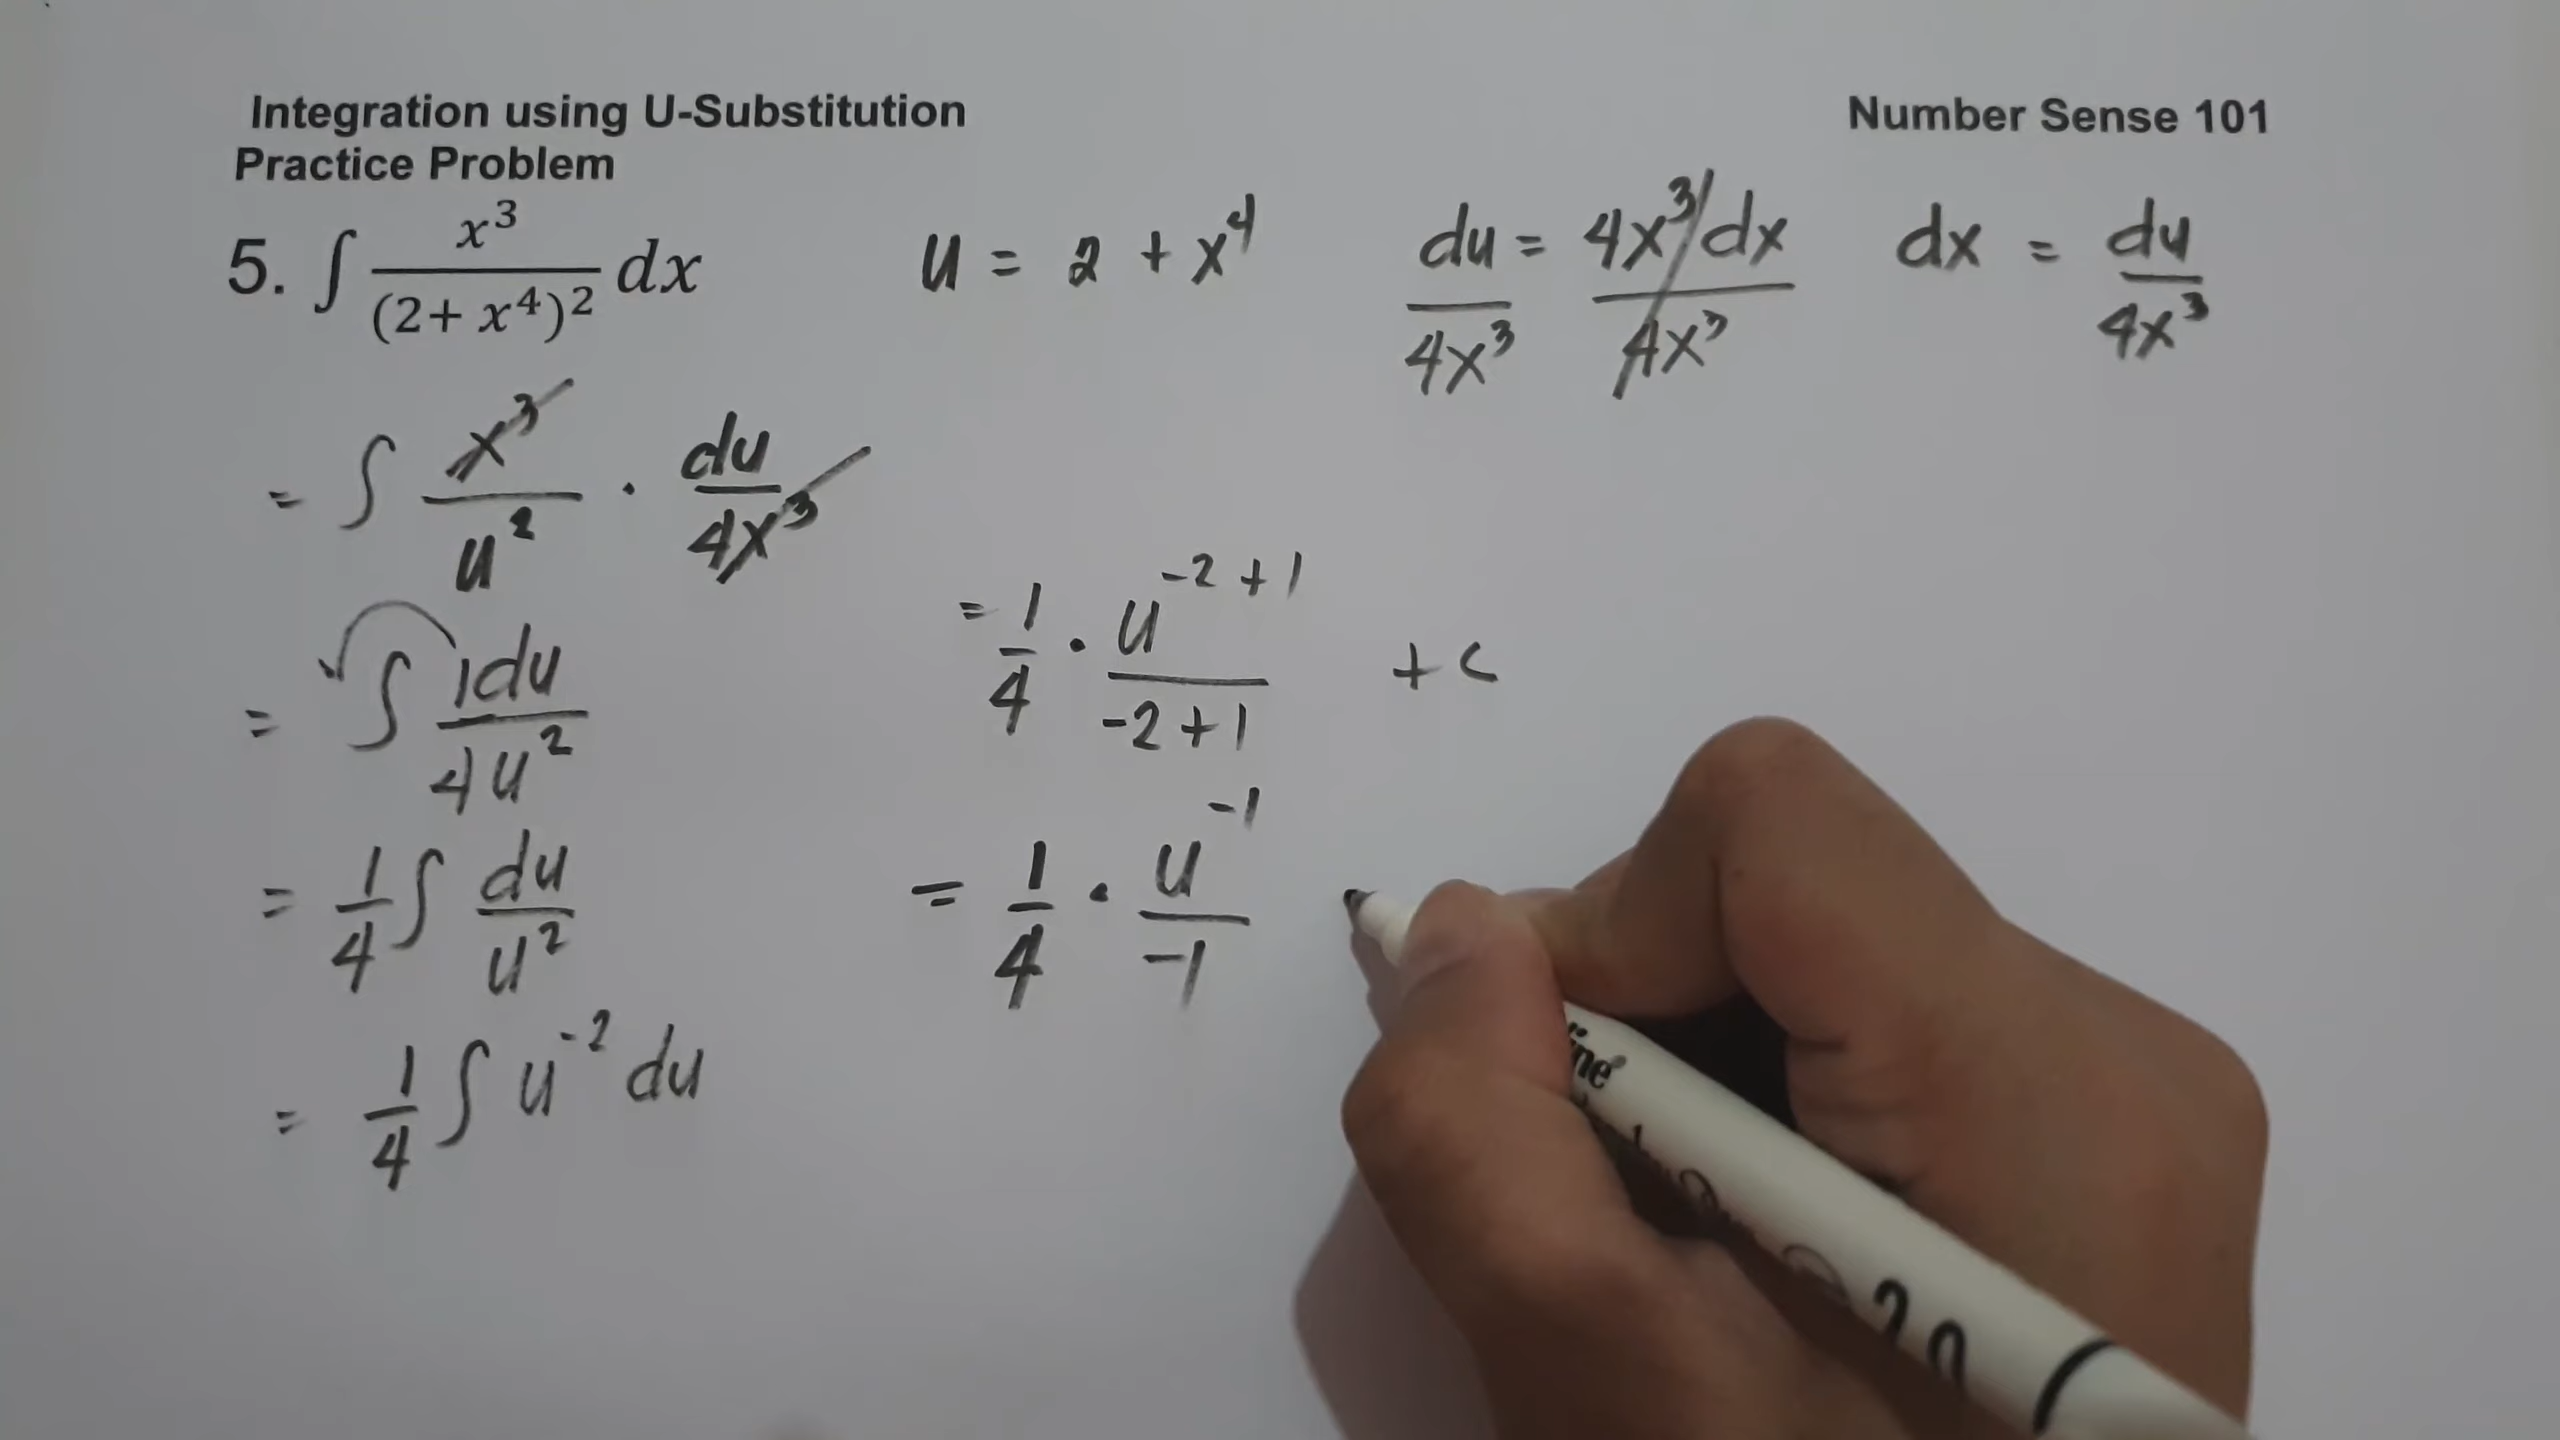 Integration using U-Substitution
Number Sense 101
Practice Problem
5. ∫ x³/(2+ x⁴)² dx
u = 2 + x⁴
du/4x³ = 4x³dx/4x³
dx = du/4x³
= ∫ x³/u² · du/4x³
= ∫ 1du/4u²
= 1/4 ∫ du/u²
= 1/4 ∫ u⁻² du
= 1/4 · u⁻²⁺¹/-2+1 + c
= 1/4 · u⁻¹/-1